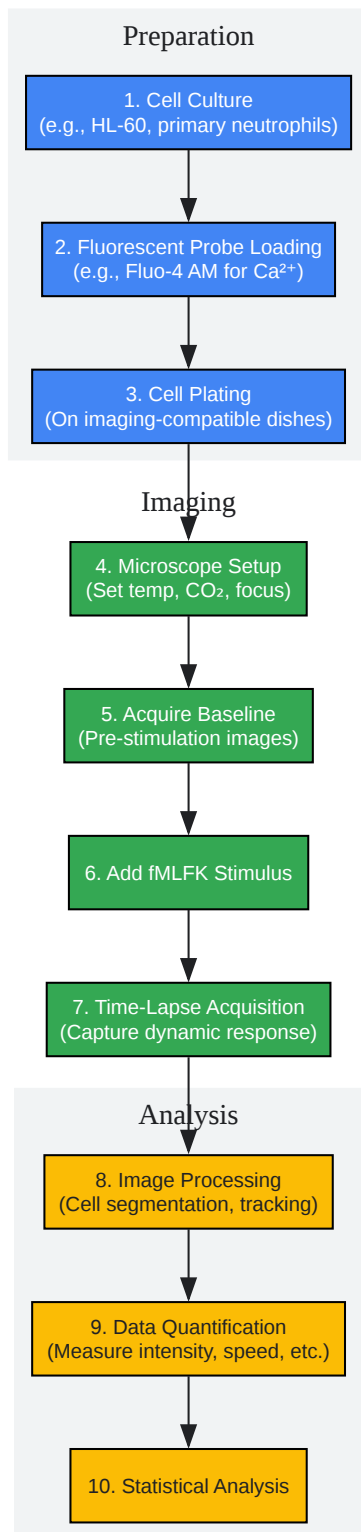 Preparation
1. Cell Culture
(e.g., HL-60, primary neutrophils)
2. Fluorescent Probe Loading
(e.g., Fluo-4 AM for Ca²⁺)
3. Cell Plating
(On imaging-compatible dishes)
Imaging
4. Microscope Setup
(Set temp, CO₂, focus)
5. Acquire Baseline
(Pre-stimulation images)
6. Add fMLFK Stimulus
7. Time-Lapse Acquisition
(Capture dynamic response)
Analysis
8. Image Processing
(Cell segmentation, tracking)
9. Data Quantification
(Measure intensity, speed, etc.)
10. Statistical Analysis